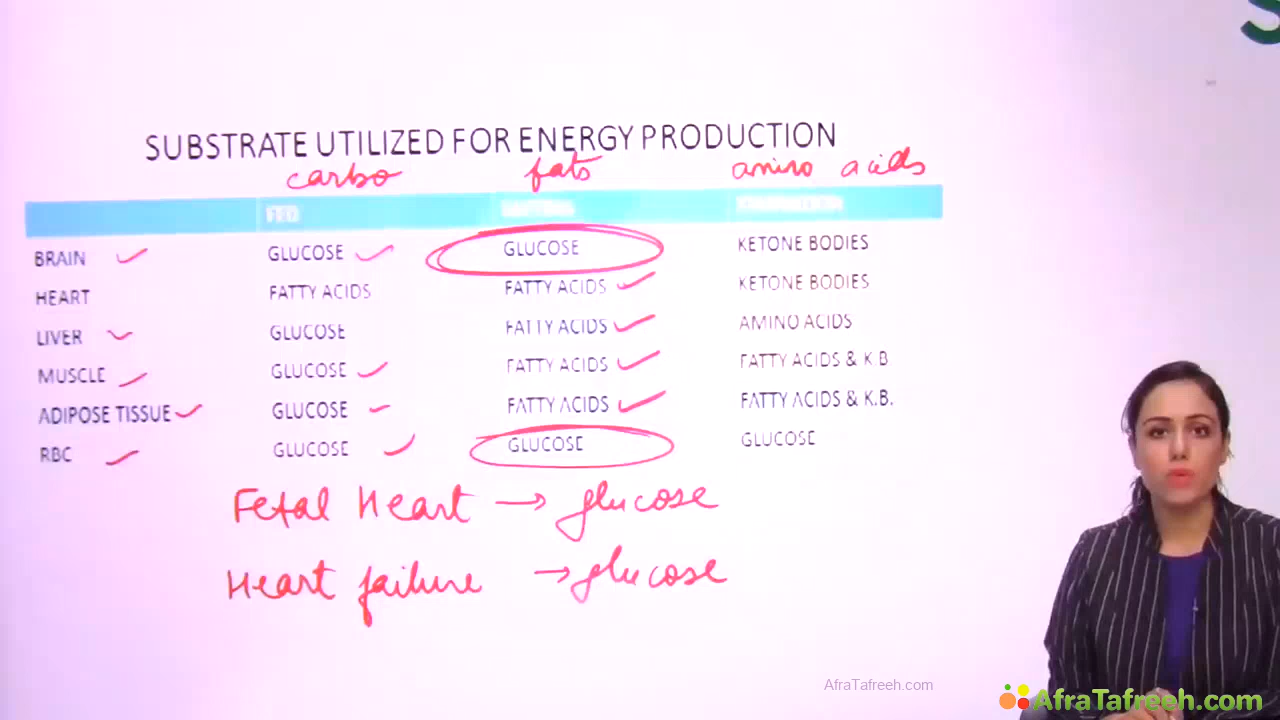 SUBSTRATE UTILIZED FOR ENERGY PRODUCTION
carbo fats amino acids
FED
BRAIN GLUCOSE GLUCOSE KETONE BODIES
HEART FATTY ACIDS FATTY ACIDS KETONE BODIES
LIVER GLUCOSE FATTY ACIDS AMINO ACIDS
MUSCLE GLUCOSE FATTY ACIDS FATTY ACIDS & K.B
ADIPOSE TISSUE GLUCOSE FATTY ACIDS FATTY ACIDS & K.B.
RBC GLUCOSE GLUCOSE GLUCOSE
Fetal Heart → glucose
Heart failure → glucose
AfraTafreeh.com
AfraTafreeh.com